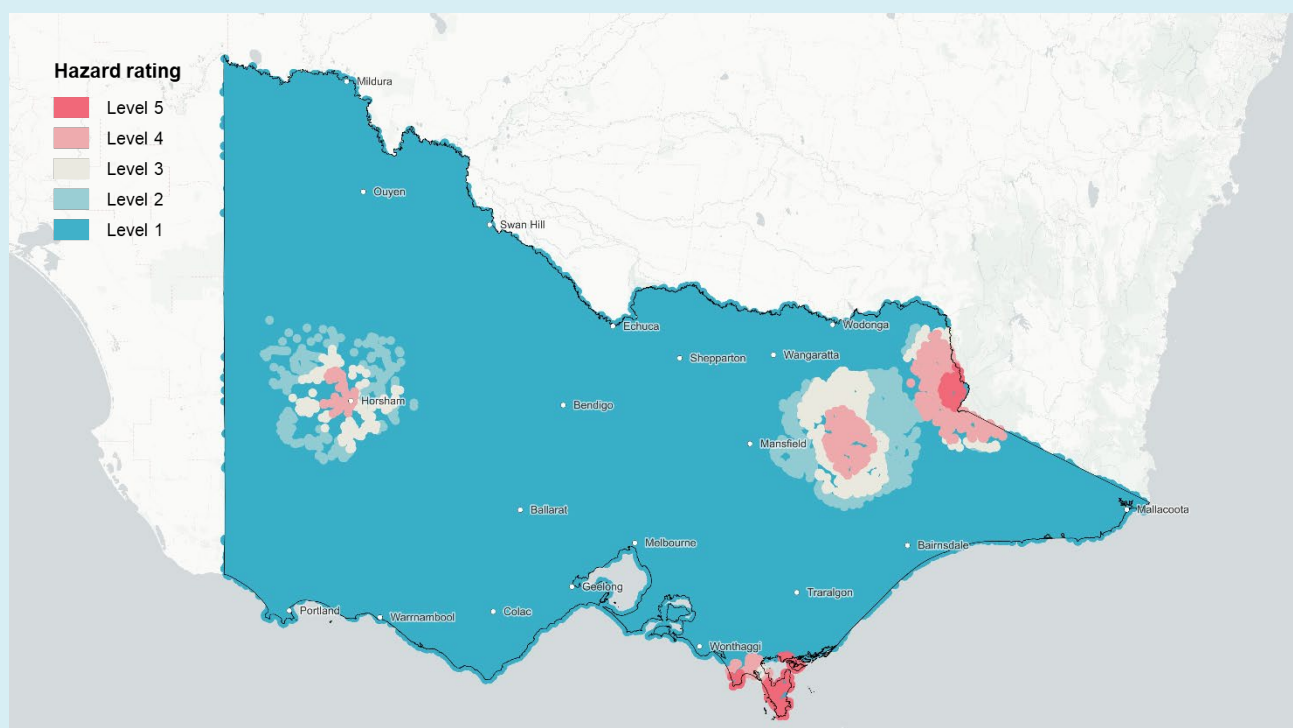 Hazard rating
Level 5
Level 4
Level 3
Level 2
Level 1
Mildura
Ouyen
Swan Hill
Echuca
Wodonga
Shepparton
Wangaratta
Horsham
Bendigo
Mansfield
Ballarat
Mallacoota
Melbourne
Bairnsdale
Geelong
Traralgon
Portland
Warrnambool
Colac
Wonthaggi